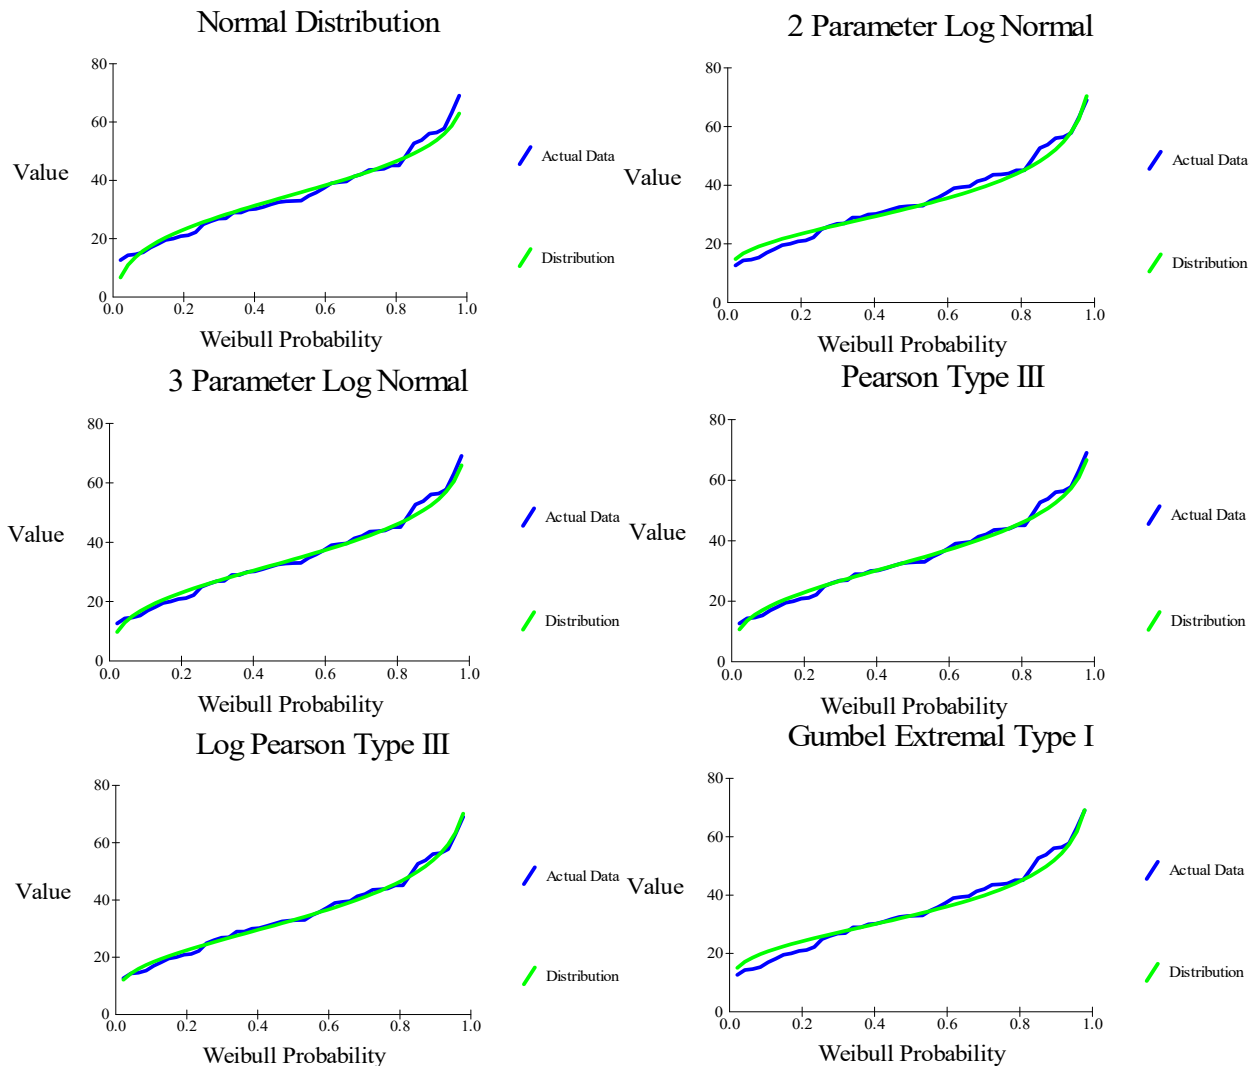 Normal Distribution
80
60
40
20
0
0.0 0.2 0.4 0.6 0.8 1.0
Value
Weibull Probability
Actual Data
Distribution
2 Parameter Log Normal
80
60
40
20
0
0.0 0.2 0.4 0.6 0.8 1.0
Value
Weibull Probability
Actual Data
Distribution
3 Parameter Log Normal
80
60
40
20
0
0.0 0.2 0.4 0.6 0.8 1.0
Value
Weibull Probability
Actual Data
Distribution
Pearson Type III
80
60
40
20
0
0.0 0.2 0.4 0.6 0.8 1.0
Value
Weibull Probability
Actual Data
Distribution
Log Pearson Type III
80
60
40
20
0
0.0 0.2 0.4 0.6 0.8 1.0
Value
Weibull Probability
Actual Data
Distribution
Gumbel Extremal Type I
80
60
40
20
0
0.0 0.2 0.4 0.6 0.8 1.0
Value
Weibull Probability
Actual Data
Distribution